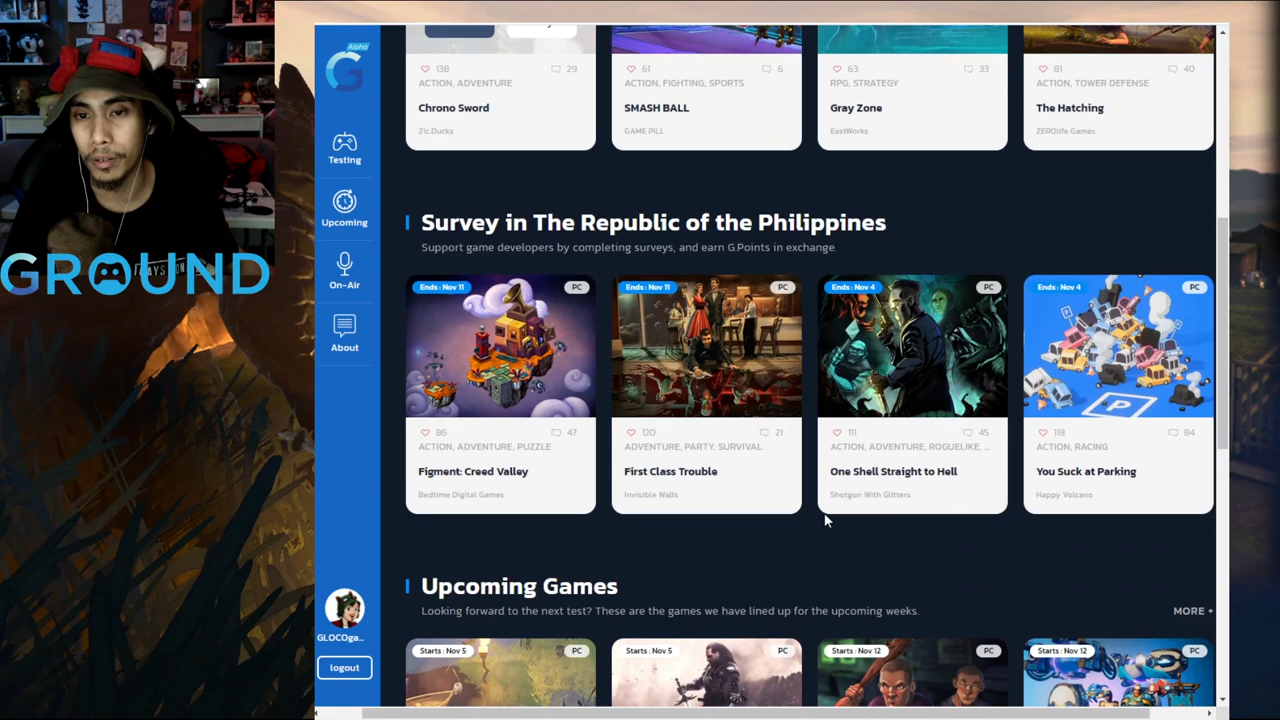 Alpha
G
Testing
Upcoming
On-Air
About
GLOCOga...
logout
GROUND
138 29
ACTION, ADVENTURE
Chrono Sword
21c.Ducks
61 6
ACTION, FIGHTING, SPORTS
SMASH BALL
GAME PILL
63 33
RPG, STRATEGY
Gray Zone
EastWorks
81 40
ACTION, TOWER DEFENSE
The Hatching
ZEROlife Games
Survey in The Republic of the Philippines
Support game developers by completing surveys, and earn G.Points in exchange.
Ends : Nov 11 PC
86 47
ACTION, ADVENTURE, PUZZLE
Figment: Creed Valley
Bedtime Digital Games
Ends : Nov 11 PC
120 21
ADVENTURE, PARTY, SURVIVAL
First Class Trouble
Invisible Walls
Ends : Nov 4 PC
111 45
ACTION, ADVENTURE, ROGUELIKE, ...
One Shell Straight to Hell
Shotgun With Glitters
Ends : Nov 4 PC
P
118 84
ACTION, RACING
You Suck at Parking
Happy Volcano
Upcoming Games
Looking forward to the next test? These are the games we have lined up for the upcoming weeks.
MORE +
Starts : Nov 5 PC
Starts : Nov 5 PC
Starts : Nov 12 PC
Starts : Nov 12 PC